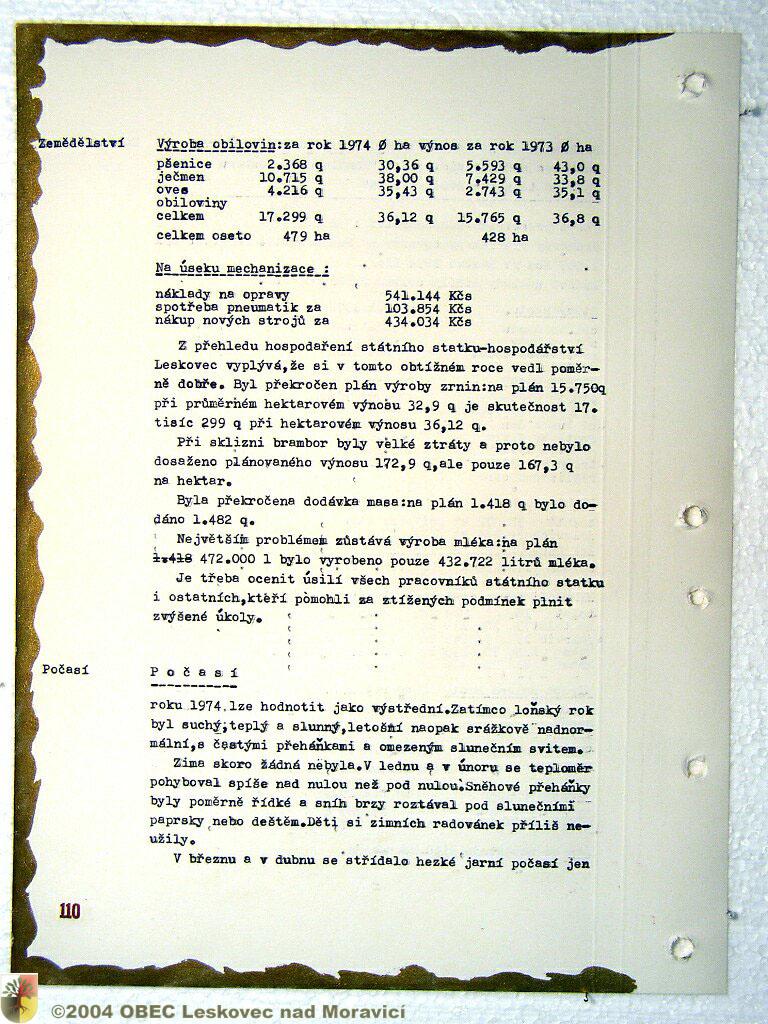 Zemědělství Výroba obilovin:za rok 1974 Ø ha výnos za rok 1973 Ø ha
pšenice 2.368 q 30,36 q 5.593 q 43,0 q
ječmen 10.715 q 38,00 q 7.429 q 33,8 q
oves 4.216 q 35,43 q 2.743 q 35,1 q
obiloviny
celkem 17.299 q 36,12 q 15.765 q 36,8 q
celkem oseto 479 ha 428 ha
Na úseku mechanizace :
náklady na opravy 541.144 Kčs
spotřeba pneumatik za 103.854 Kčs
nákup nových strojů za 434.034 Kčs
Z přehledu hospodaření státního statku-hospodářství
Leskovec vyplývá,že si v tomto obtížném roce vedl poměr-
ně dobře. Byl překročen plán výroby zrnin:na plán 15.750q
při průměrném hektarovém výnosu 32,9 q je skutečnost 17.
tisíc 299 q při hektarovém výnosu 36,12 q.
Při sklizni brambor byly velké ztráty a proto nebylo
dosaženo plánovaného výnosu 172,9 q,ale pouze 167,3 q
na hektar.
Byla překročena dodávka masa:na plán 1.418 q bylo do-
dáno 1.482 q.
Největším problémem zůstává výroba mléka:na plán
1.418 472.000 l bylo vyrobeno pouze 432.722 litrů mléka.
Je třeba ocenit úsilí všech pracovníků státního statku
i ostatních,kteří pomohli za ztížených podmínek plnit
zvýšené úkoly.
Počasí P o č a s í
roku 1974 lze hodnotit jako výstřední.Zatímco loňský rok
byl suchý,teplý a slunný,letošní naopak srážkově nadnor-
mální,s častými přeháňkami a omezeným slunečním svitem.
Zima skoro žádná nebyla.V lednu a v únoru se teploměr
pohyboval spíše nad nulou než pod nulou.Sněhové přeháňky
byly poměrně řídké a sníh brzy roztával pod slunečními
paprsky nebo deštěm.Děti si zimních radovánek příliš ne-
užily.
V březnu a v dubnu se střídalo hezké jarní počasí jen
110
©2004 OBEC Leskovec nad Moravicí